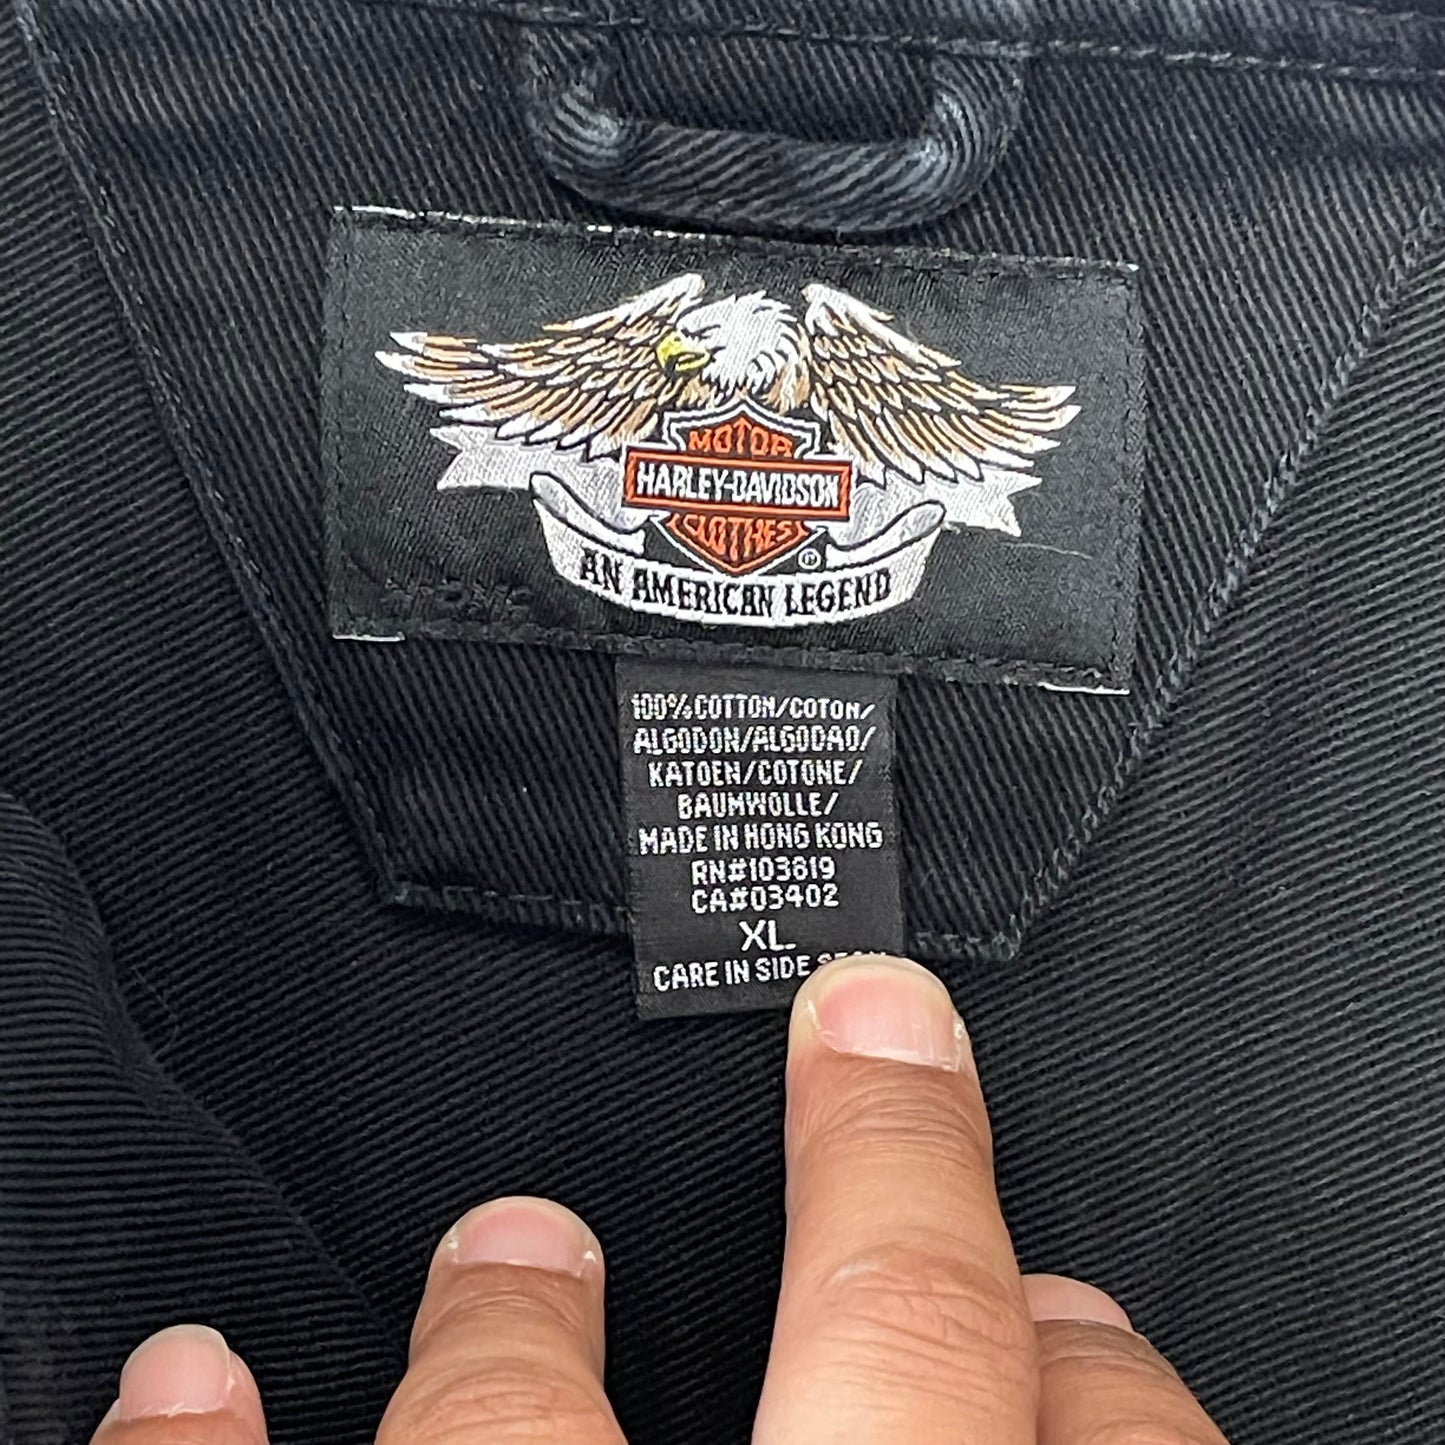 MOTOR
HARLEY-DAVIDSON
CLOTHES
®
AN AMERICAN LEGEND
100% COTTON/COTON/
ALGODON/ALGODAO/
KATOEN/COTONE/
BAUMWOLLE/
MADE IN HONG KONG
RN#103819
CA#03402
XL
CARE IN SIDE